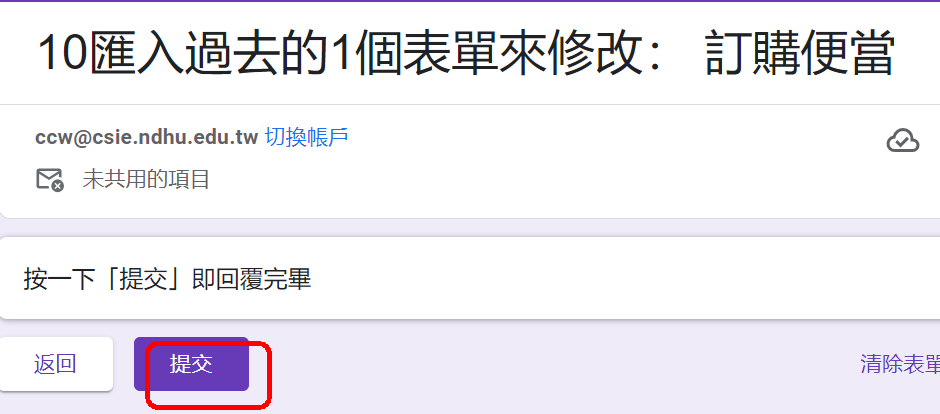 10匯入過去的1個表單來修改： 訂購便當
ccw@csie.ndhu.edu.tw 切換帳戶
未共用的項目
按一下「提交」即回覆完畢
返回 提交 清除表單